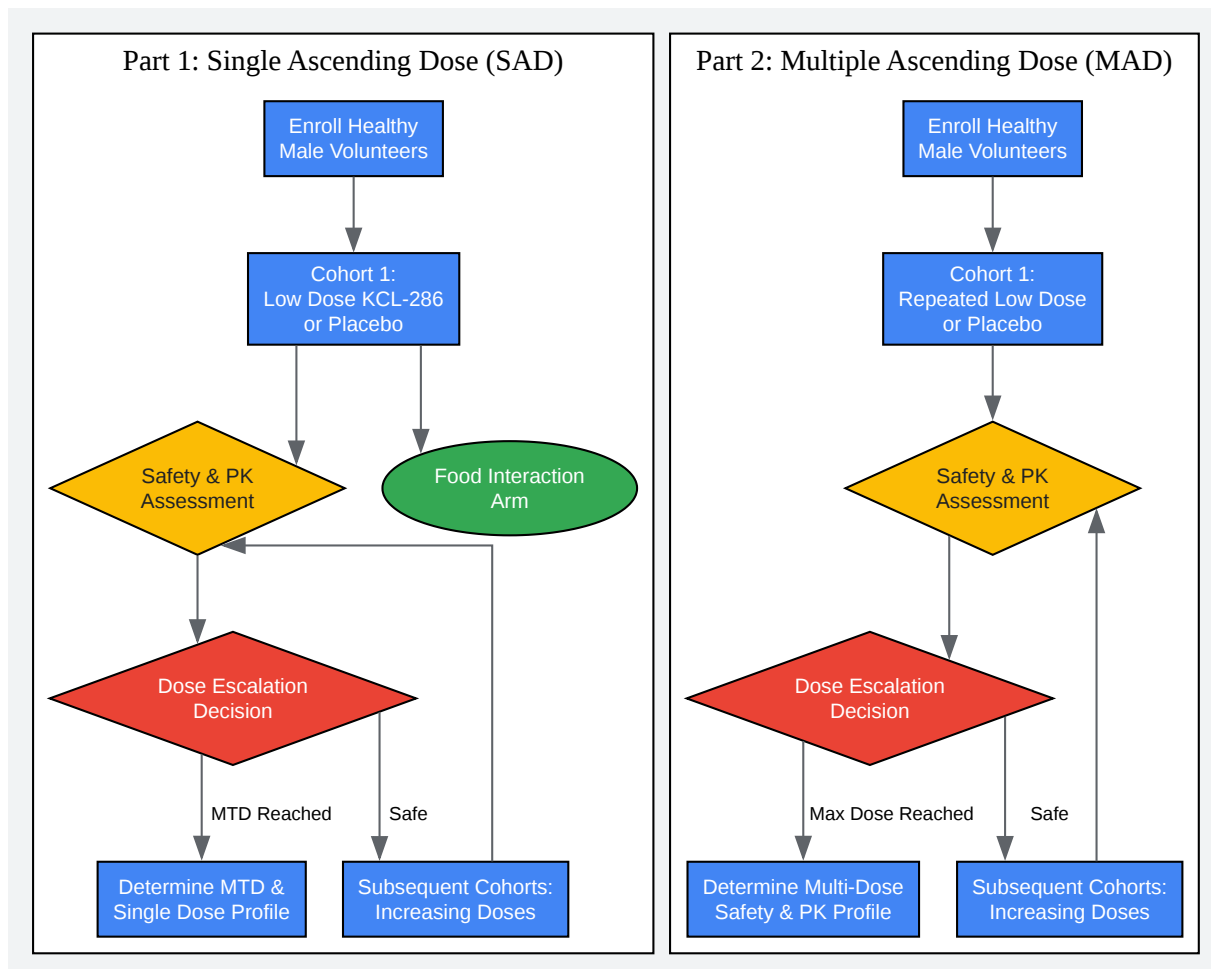 Part 1: Single Ascending Dose (SAD)
Enroll Healthy
Male Volunteers
Cohort 1:
Low Dose KCL-286
or Placebo
Safety & PK
Assessment
Food Interaction
Arm
Dose Escalation
Decision
MTD Reached
Safe
Determine MTD &
Single Dose Profile
Subsequent Cohorts:
Increasing Doses
Part 2: Multiple Ascending Dose (MAD)
Enroll Healthy
Male Volunteers
Cohort 1:
Repeated Low Dose
or Placebo
Safety & PK
Assessment
Dose Escalation
Decision
Max Dose Reached
Safe
Determine Multi-Dose
Safety & PK Profile
Subsequent Cohorts:
Increasing Doses